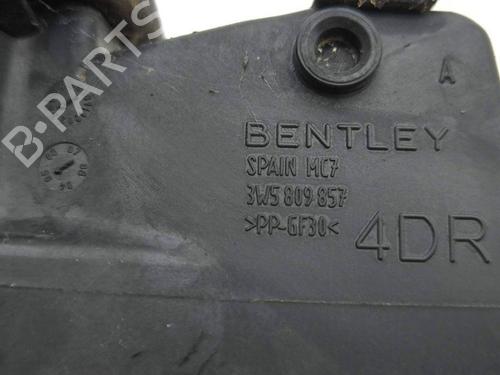 A
BENTLEY
SPAIN MC7
3W5 809 857
>PP-GF30<
4DR
B-PARTS